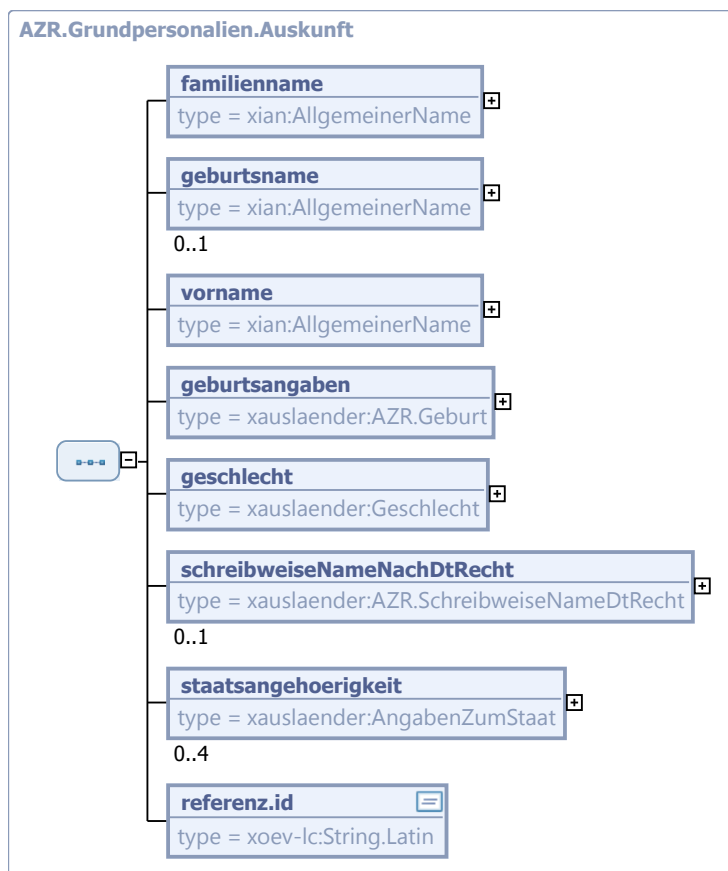 AZR.Grundpersonalien.Auskunft
familienname
type = xian:AllgemeinerName
geburtsname
type = xian:AllgemeinerName
0..1
vorname
type = xian:AllgemeinerName
geburtsangaben
type = xauslaender:AZR.Geburt
geschlecht
type = xauslaender:Geschlecht
schreibweiseNameNachDtRecht
type = xauslaender:AZR.SchreibweiseNameDtRecht
0..1
staatsangehoerigkeit
type = xauslaender:AngabenZumStaat
0..4
referenz.id
type = xoev-lc:String.Latin